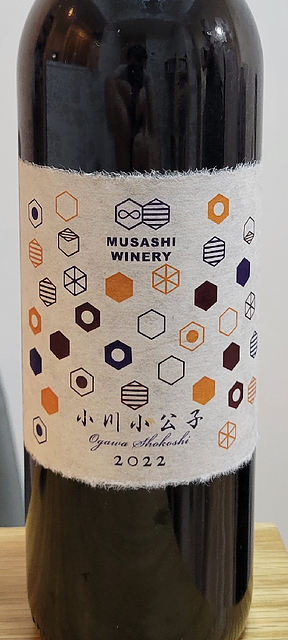 MUSASHI
WINERY
小川小公子
Ogawa Shokoshi
2022